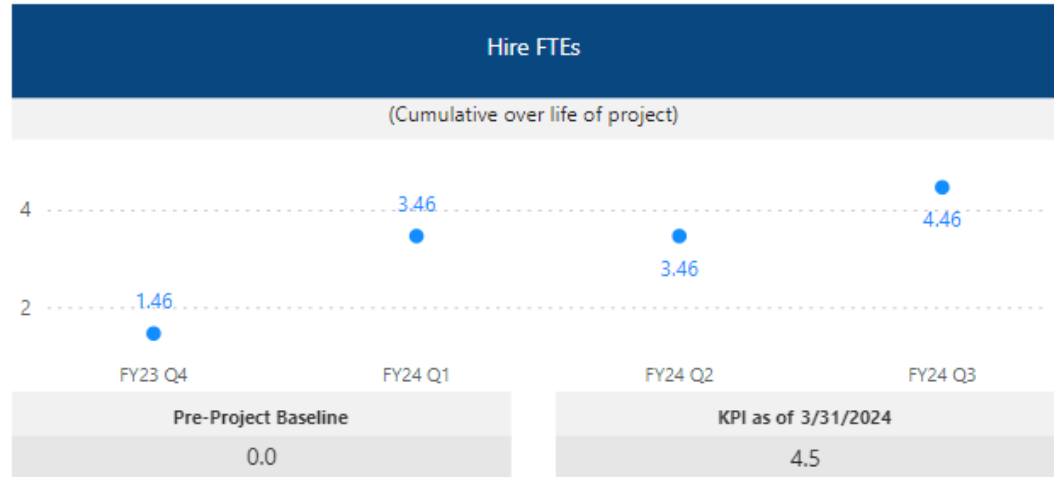 Hire FTEs
(Cumulative over life of project)
4
3.46
4.46
3.46
2
1.46
FY23 Q4 FY24 Q1 FY24 Q2 FY24 Q3
Pre-Project Baseline KPI as of 3/31/2024
0.0 4.5